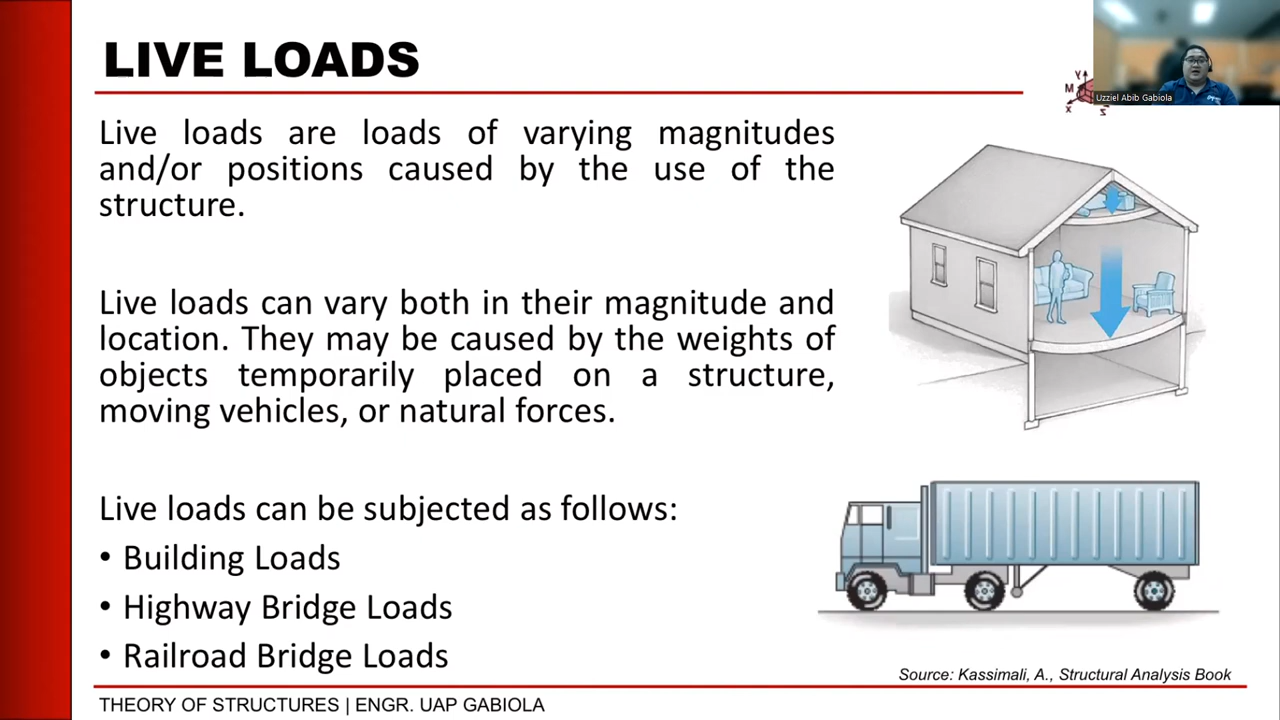 LIVE LOADS
Uzziel Abib Gabiola
Y
M
X
Z
Live loads are loads of varying magnitudes
and/or positions caused by the use of the
structure.
Live loads can vary both in their magnitude and
location. They may be caused by the weights of
objects temporarily placed on a structure,
moving vehicles, or natural forces.
Live loads can be subjected as follows:
• Building Loads
• Highway Bridge Loads
• Railroad Bridge Loads
Source: Kassimali, A., Structural Analysis Book
THEORY OF STRUCTURES | ENGR. UAP GABIOLA